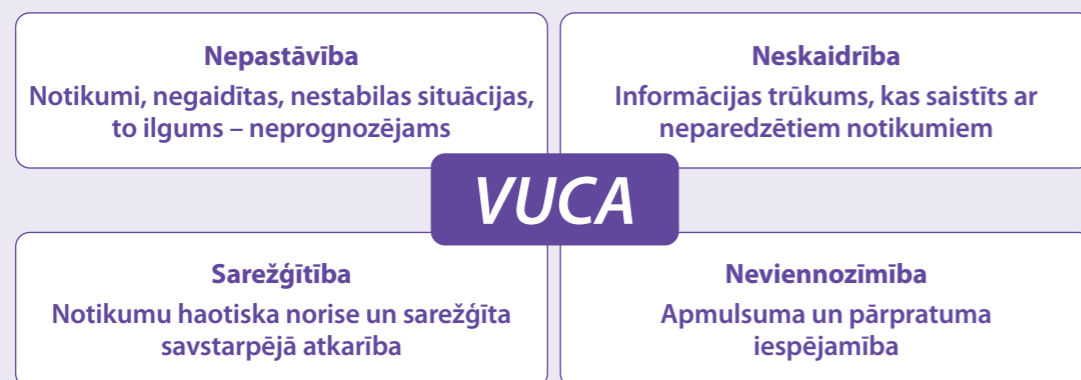 Nepastāvība
Notikumi, negaidītas, nestabilas situācijas,
to ilgums – neprognozējams
Neskaidrība
Informācijas trūkums, kas saistīts ar
neparedzētiem notikumiem
VUCA
Sarežģītība
Notikumu haotiska norise un sarežģīta
savstarpējā atkarība
Neviennozīmība
Apmulsuma un pārpratuma
iespējamība